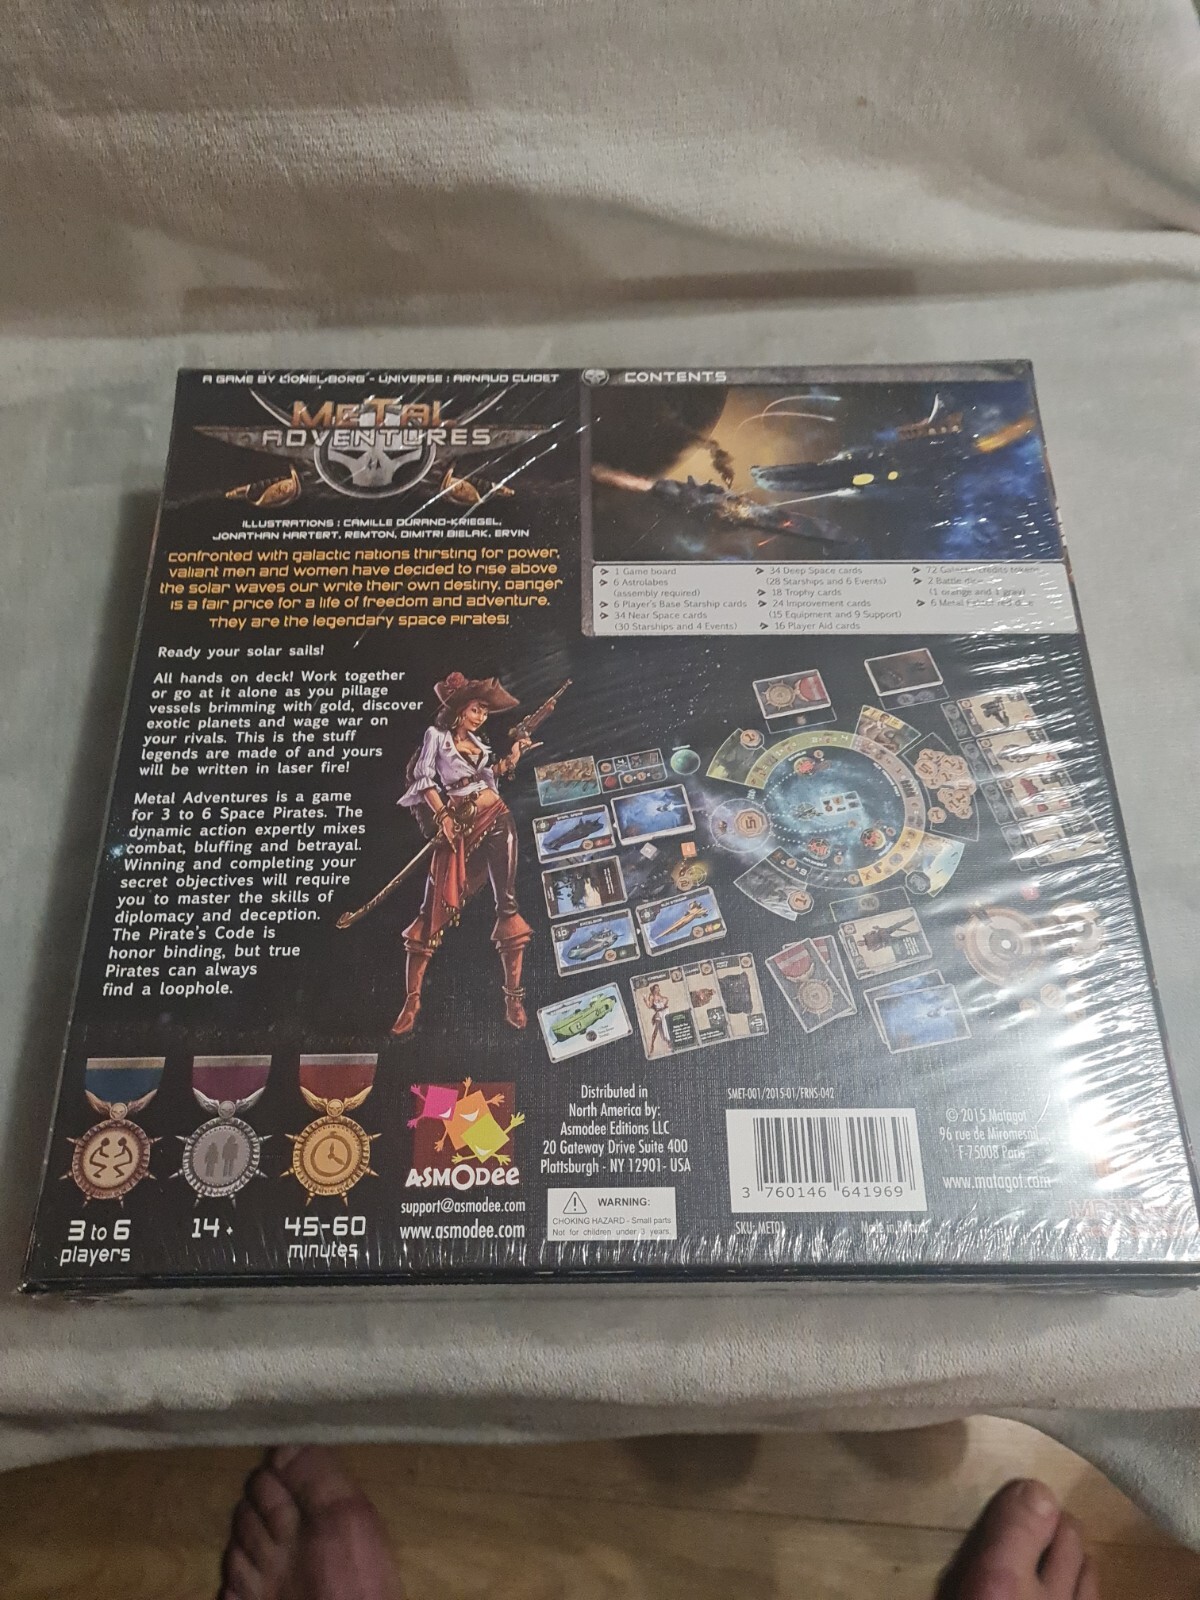 A GAME BY LIONEL BORG - UNIVERSE : ARNAUD CUIDET
METAL
ADVENTURES
ILLUSTRATIONS : CAMILLE DURAND-KRIEGEL,
JONATHAN HARTERT, REMTON, DIMITRI BIELAK, ERVIN
Confronted with galactic nations thirsting for power,
valiant men and women have decided to rise above
the solar waves our write their own destiny. Danger
is a fair price for a life of freedom and adventure.
They are the legendary space Pirates!
Ready your solar sails!
All hands on deck! Work together
or go at it alone as you pillage
vessels brimming with gold, discover
exotic planets and wage war on
your rivals. This is the stuff
legends are made of and yours
will be written in laser fire!
Metal Adventures is a game
for 3 to 6 Space Pirates. The
dynamic action expertly mixes
combat, bluffing and betrayal.
Winning and completing your
secret objectives will require
you to master the skills of
diplomacy and deception.
The Pirate's Code is
honor binding, but true
Pirates can always
find a loophole.
CONTENTS
1 Game board
6 Astrolabes
(assembly required)
6 Player's Base Starship cards
34 Near Space cards
(30 Starships and 4 Events)
34 Deep Space cards
(28 Starships and 6 Events)
18 Trophy cards
24 Improvement cards
(15 Equipment and 9 Support)
16 Player Aid cards
72 tokens
2 Battle dice
(1 orange and 1 gray)
6 Metal
3 to 6
players
14+
45-60
minutes
ASMODEE
support@asmodee.com
www.asmodee.com
Distributed in
North America by:
Asmodee Editions LLC
20 Gateway Drive Suite 400
Plattsburgh - NY 12901- USA
WARNING:
CHOKING HAZARD - Small parts
Not for children under 3 years.
SMET-001/2015-01/FRNS-042
3 760146 641969
SKU: MET01
Made in Poland
© 2015 Matagot
96 rue de Miromesnil
F-75008 Paris
www.matagot.com